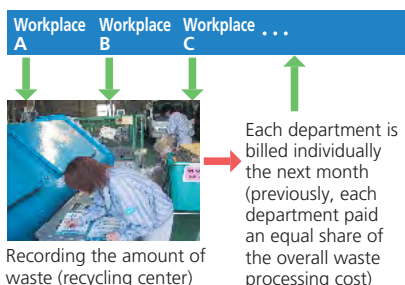 Workplace Workplace Workplace ...
A B C
Each department is
billed individually
the next month
(previously, each
department paid
an equal share of
the overall waste
processing cost)
Recording the amount of
waste (recycling center)